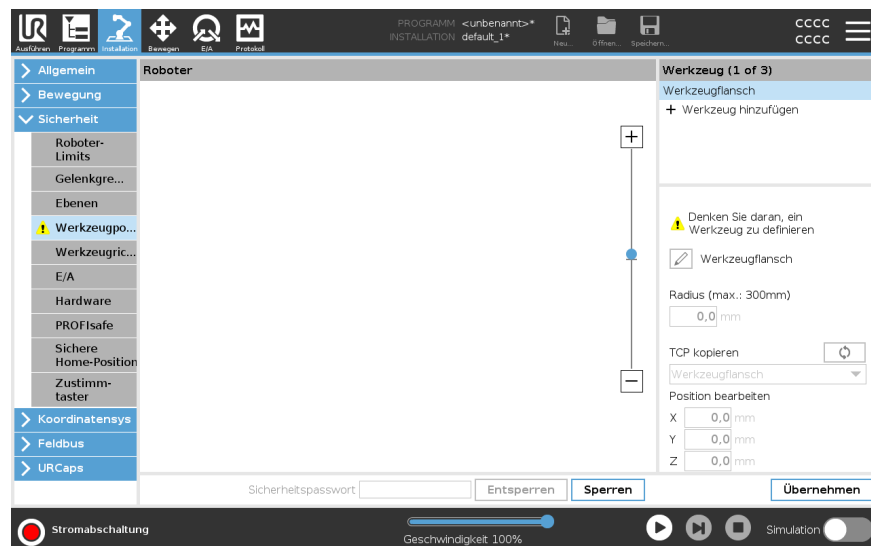 PROGRAMM <unbenannt>*
INSTALLATION default_1*
Ausführen
Programm
Installation
Bewegen
E/A
Protokoll
Neu...
Öffnen...
Speichern...
CCCC
CCCC
Allgemein
Bewegung
Sicherheit
Roboter-
Limits
Gelenkgre...
Ebenen
Werkzeugpo...
Werkzeugric...
E/A
Hardware
PROFIsafe
Sichere
Home-Position
Zustimm-
taster
Koordinatensys
Feldbus
URCaps
Roboter
Werkzeug (1 of 3)
Werkzeugflansch
Werkzeug hinzufügen
Denken Sie daran, ein
Werkzeug zu definieren
Werkzeugflansch
Radius (max.: 300mm)
0,0 mm
TCP kopieren
Werkzeugflansch
Position bearbeiten
X 0,0 mm
Y 0,0 mm
Z 0,0 mm
Sicherheitspasswort
Entsperren
Sperren
Übernehmen
Stromabschaltung
Geschwindigkeit 100%
Simulation